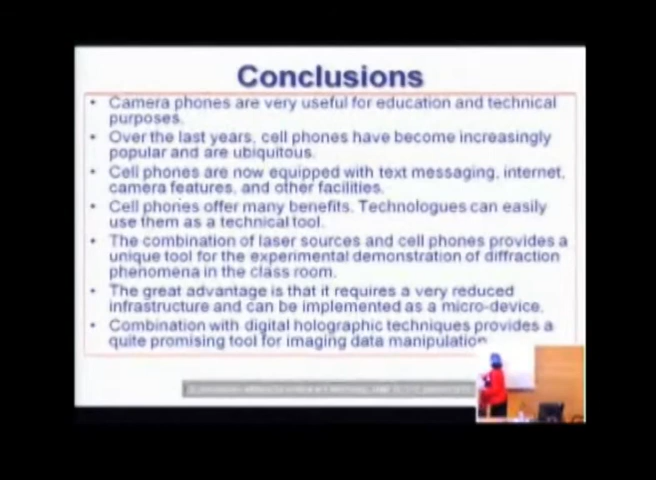 Conclusions
• Camera phones are very useful for education and technical
purposes.
• Over the last years, cell phones have become increasingly
popular and are ubiquitous.
• Cell phones are now equipped with text messaging, internet,
camera features, and other facilities.
• Cell phones offer many benefits. Technologues can easily
use them as a technical tool.
• The combination of laser sources and cell phones provides a
unique tool for the experimental demonstration of diffraction
phenomena in the class room.
• The great advantage is that it requires a very reduced
infrastructure and can be implemented as a micro-device.
• Combination with digital holographic techniques provides a
quite promising tool for imaging data manipulation